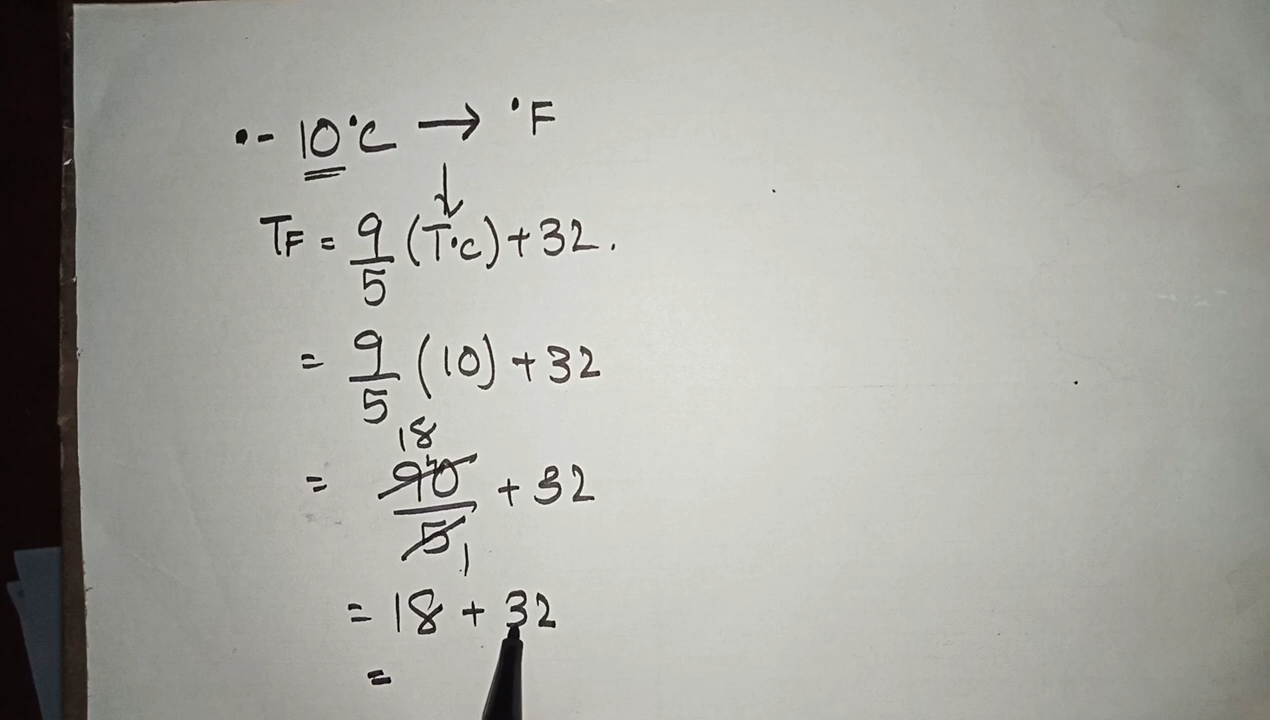 •- 10°C → °F
↓
TF = 9/5 (T°C) + 32.
= 9/5 (10) + 32
18
= 90/5 + 32
1
= 18 + 32
=